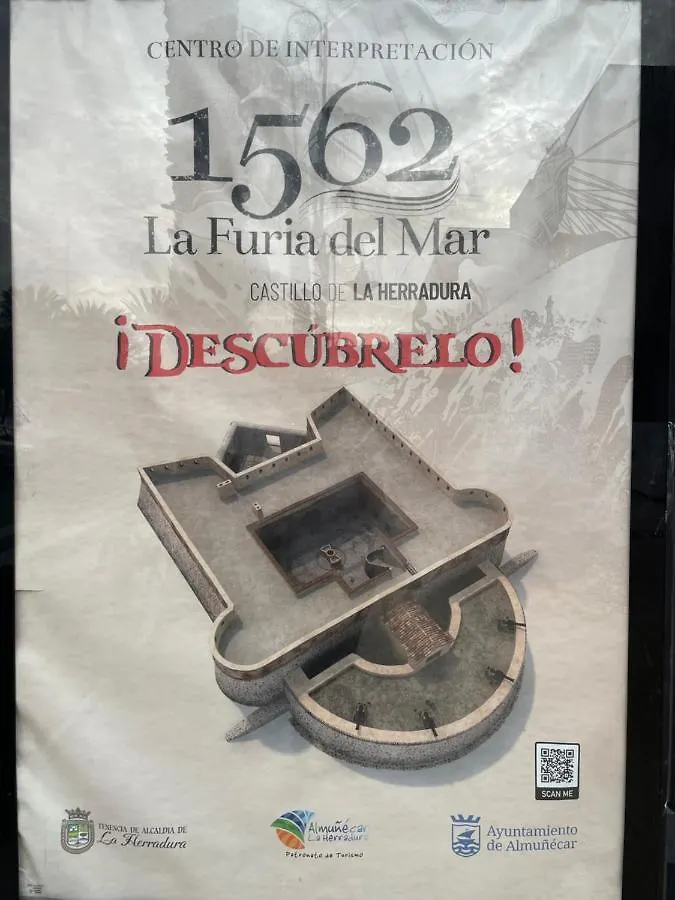 CENTRO DE INTERPRETACIÓN
1562
La Furia del Mar
CASTILLO DE LA HERRADURA
¡DESCÚBRELO!
SCAN ME
TENENCIA DE ALCALDIA DE
La Herradura
Almuñécar
La Herradura
Patronato de Turismo
Ayuntamiento
de Almuñécar